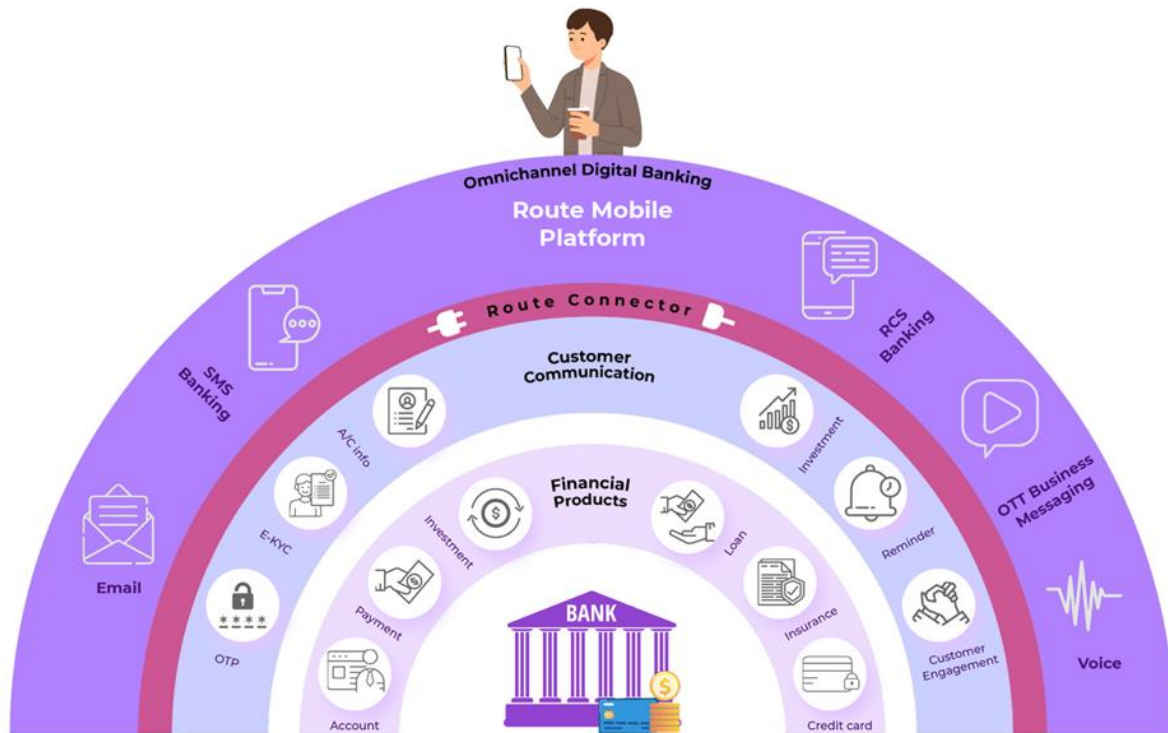 Omnichannel Digital Banking
Route Mobile
Platform
SMS
Banking
RCS
Banking
Email
OTT Business
Messaging
Voice
Route Connector
Customer
Communication
A/C info
E-KYC
OTP
Investment
Reminder
Customer
Engagement
Financial
Products
Investment
Payment
Account
Loan
Insurance
Credit card
BANK
****